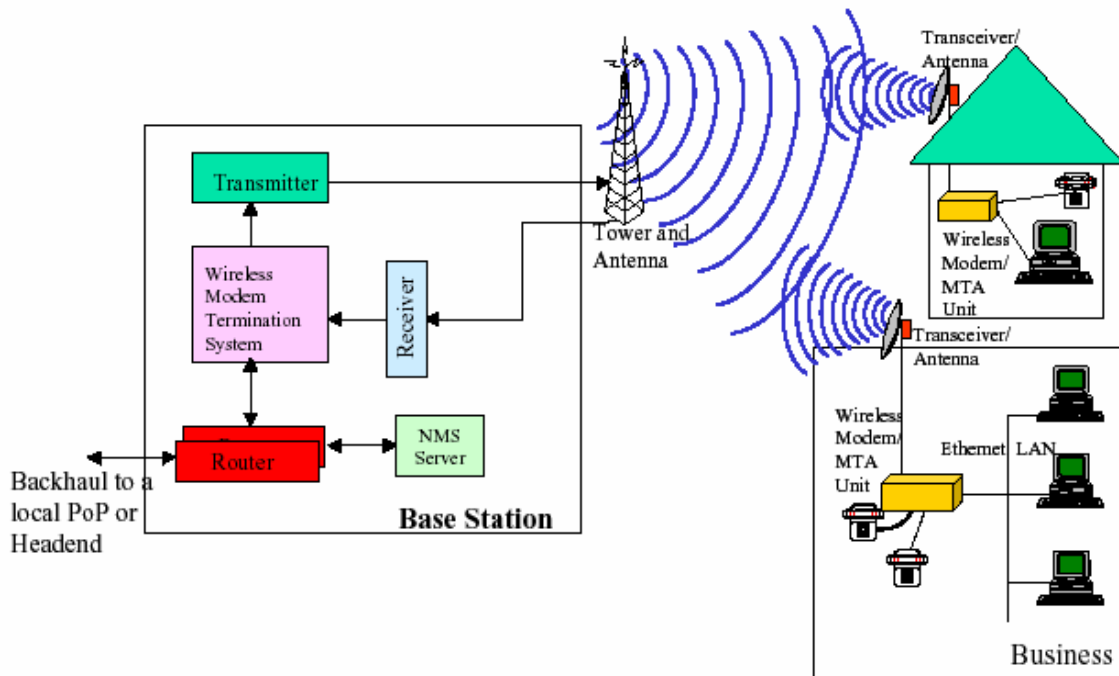 Transceiver/
Antenna
Transmitter
Tower and
Antenna
Wireless
Modem
Termination
System
Receiver
Wireless
Modem/
MTA
Unit
Transceiver/
Antenna
Router
NMS
Server
Backhaul to a
local PoP or
Headend
Base Station
Wireless
Modem/
MTA
Unit
Ethernet LAN
Business